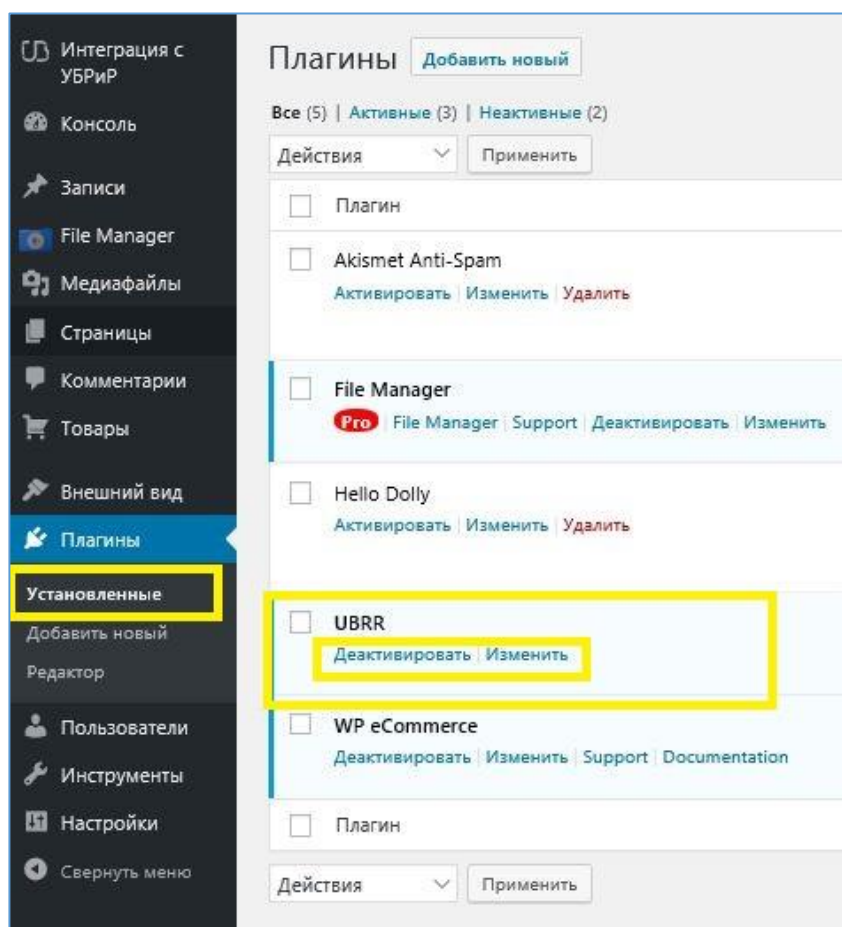 Интеграция с
УБРиР
Консоль
Записи
File Manager
Медиафайлы
Страницы
Комментарии
Товары
Внешний вид
Плагины
Установленные
Добавить новый
Редактор
Пользователи
Инструменты
Настройки
Свернуть меню
Плагины Добавить новый
Все (5) | Активные (3) | Неактивные (2)
Действия Применить
Плагин
Akismet Anti-Spam
Активировать | Изменить | Удалить
File Manager
Pro | File Manager | Support | Деактивировать | Изменить
Hello Dolly
Активировать | Изменить | Удалить
UBRR
Деактивировать | Изменить
WP eCommerce
Деактивировать | Изменить | Support | Documentation
Плагин
Действия Применить